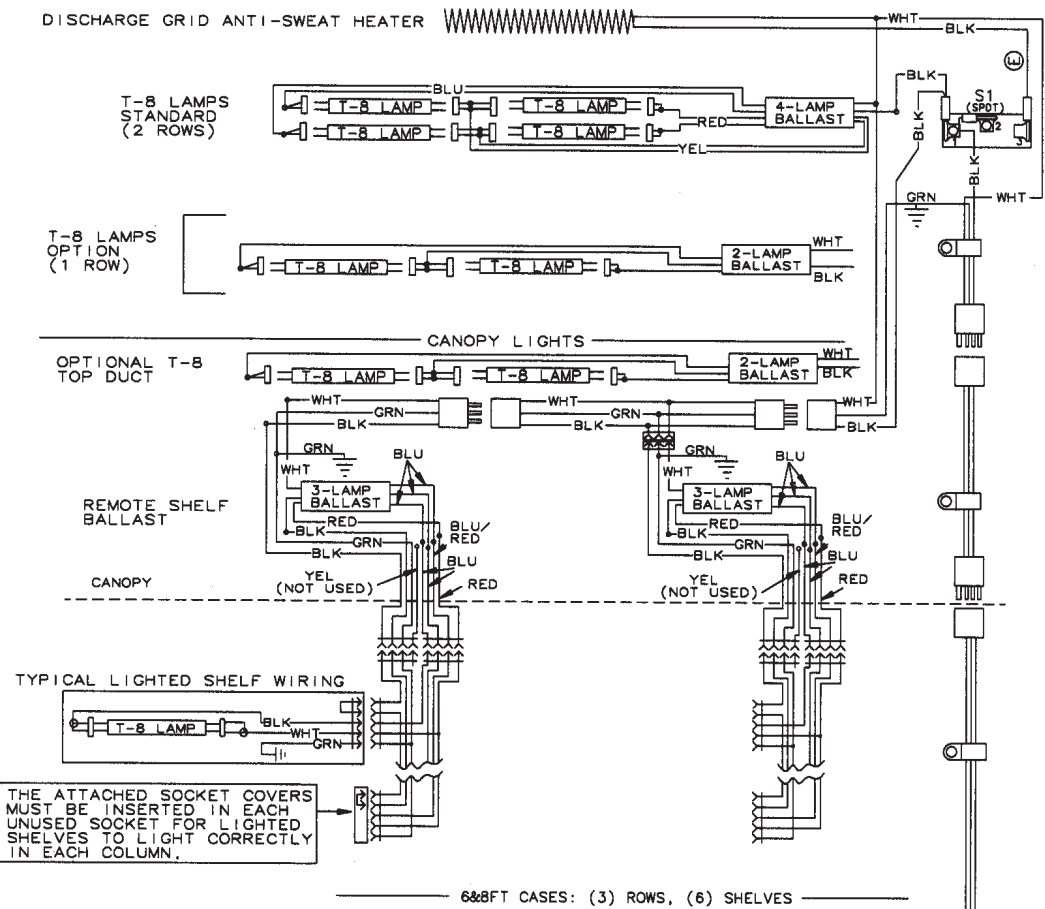 DISCHARGE GRID ANTI-SWEAT HEATER
WHT
BLK
E
BLK
S1
(SPDT)
1
2
3
T-8 LAMPS
STANDARD
(2 ROWS)
BLU
T-8 LAMP
T-8 LAMP
4-LAMP
BALLAST
T-8 LAMP
T-8 LAMP
RED
YEL
BLK
BLK
GRN
WHT
T-8 LAMPS
OPTION
(1 ROW)
T-8 LAMP
T-8 LAMP
2-LAMP
BALLAST
WHT
BLK
CANOPY LIGHTS
OPTIONAL T-8
TOP DUCT
T-8 LAMP
T-8 LAMP
2-LAMP
BALLAST
WHT
BLK
WHT
GRN
BLK
WHT
GRN
BLK
WHT
BLK
GRN
WHT
BLU
GRN
WHT
BLU
REMOTE SHELF
BALLAST
3-LAMP
BALLAST
RED
BLK
GRN
BLK
BLU/
RED
BLU
YEL
(NOT USED)
RED
3-LAMP
BALLAST
RED
BLK
GRN
BLK
BLU/
RED
BLU
YEL
(NOT USED)
RED
CANOPY
TYPICAL LIGHTED SHELF WIRING
T-8 LAMP
BLK
WHT
GRN
THE ATTACHED SOCKET COVERS
MUST BE INSERTED IN EACH
UNUSED SOCKET FOR LIGHTED
SHELVES TO LIGHT CORRECTLY
IN EACH COLUMN.
6&8FT CASES: (3) ROWS, (6) SHELVES